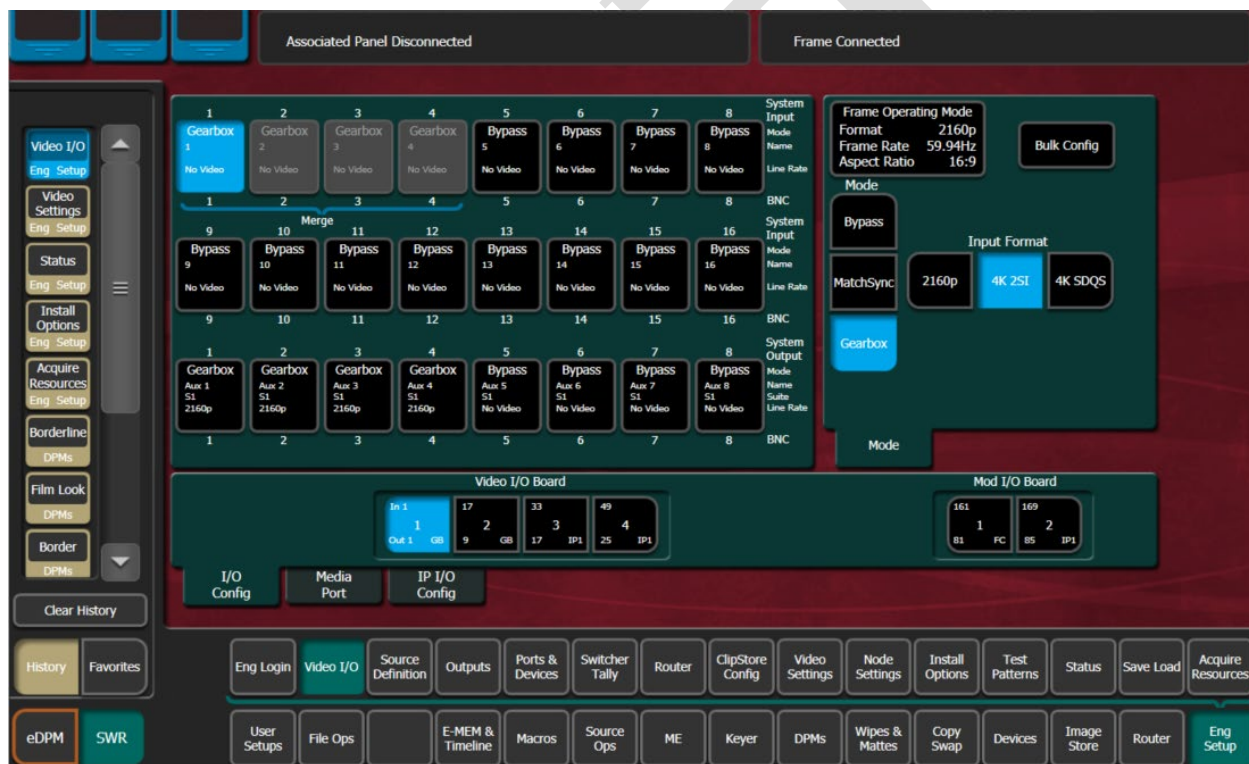 Associated Panel Disconnected
Frame Connected
Video I/O
Eng Setup
Video
Settings
Eng Setup
Status
Eng Setup
Install
Options
Eng Setup
Acquire
Resources
Eng Setup
Borderline
DPMs
Film Look
DPMs
Border
DPMs
Clear History
History Favorites
eDPM SWR
1 2 3 4 5 6 7 8 System Input
Gearbox Gearbox Gearbox Gearbox Bypass Bypass Bypass Bypass Mode
1 2 3 4 5 6 7 8 Name
No Video No Video No Video No Video No Video No Video No Video No Video Line Rate
1 2 3 4 5 6 7 8 BNC
Merge
9 10 11 12 13 14 15 16 System Input
Bypass Bypass Bypass Bypass Bypass Bypass Bypass Bypass Mode
9 10 11 12 13 14 15 16 Name
No Video No Video No Video No Video No Video No Video No Video No Video Line Rate
9 10 11 12 13 14 15 16 BNC
1 2 3 4 5 6 7 8 System Output
Gearbox Gearbox Gearbox Gearbox Bypass Bypass Bypass Bypass Mode
Aux 1 Aux 2 Aux 3 Aux 4 Aux 5 Aux 6 Aux 7 Aux 8 Name
S1 S1 S1 S1 S1 S1 S1 S1 Suite
2160p 2160p 2160p 2160p No Video No Video No Video No Video Line Rate
1 2 3 4 5 6 7 8 BNC
Frame Operating Mode
Format 2160p
Frame Rate 59.94Hz
Aspect Ratio 16:9
Bulk Config
Mode
Bypass
MatchSync
Gearbox
Input Format
2160p 4K 2SI 4K SDQS
Mode
Video I/O Board
In 1 17 33 49
1 2 3 4
Out 1 GB 9 GB 17 IP1 25 IP1
Mod I/O Board
161 169
1 2
81 FC 85 IP1
I/O
Config
Media
Port
IP I/O
Config
Eng Login
Video I/O
Source
Definition
Outputs
Ports &
Devices
Switcher
Tally
Router
ClipStore
Config
Video
Settings
Node
Settings
Install
Options
Test
Patterns
Status
Save Load
Acquire
Resources
User
Setups
File Ops
E-MEM &
Timeline
Macros
Source
Ops
ME
Keyer
DPMs
Wipes &
Mattes
Copy
Swap
Devices
Image
Store
Router
Eng
Setup